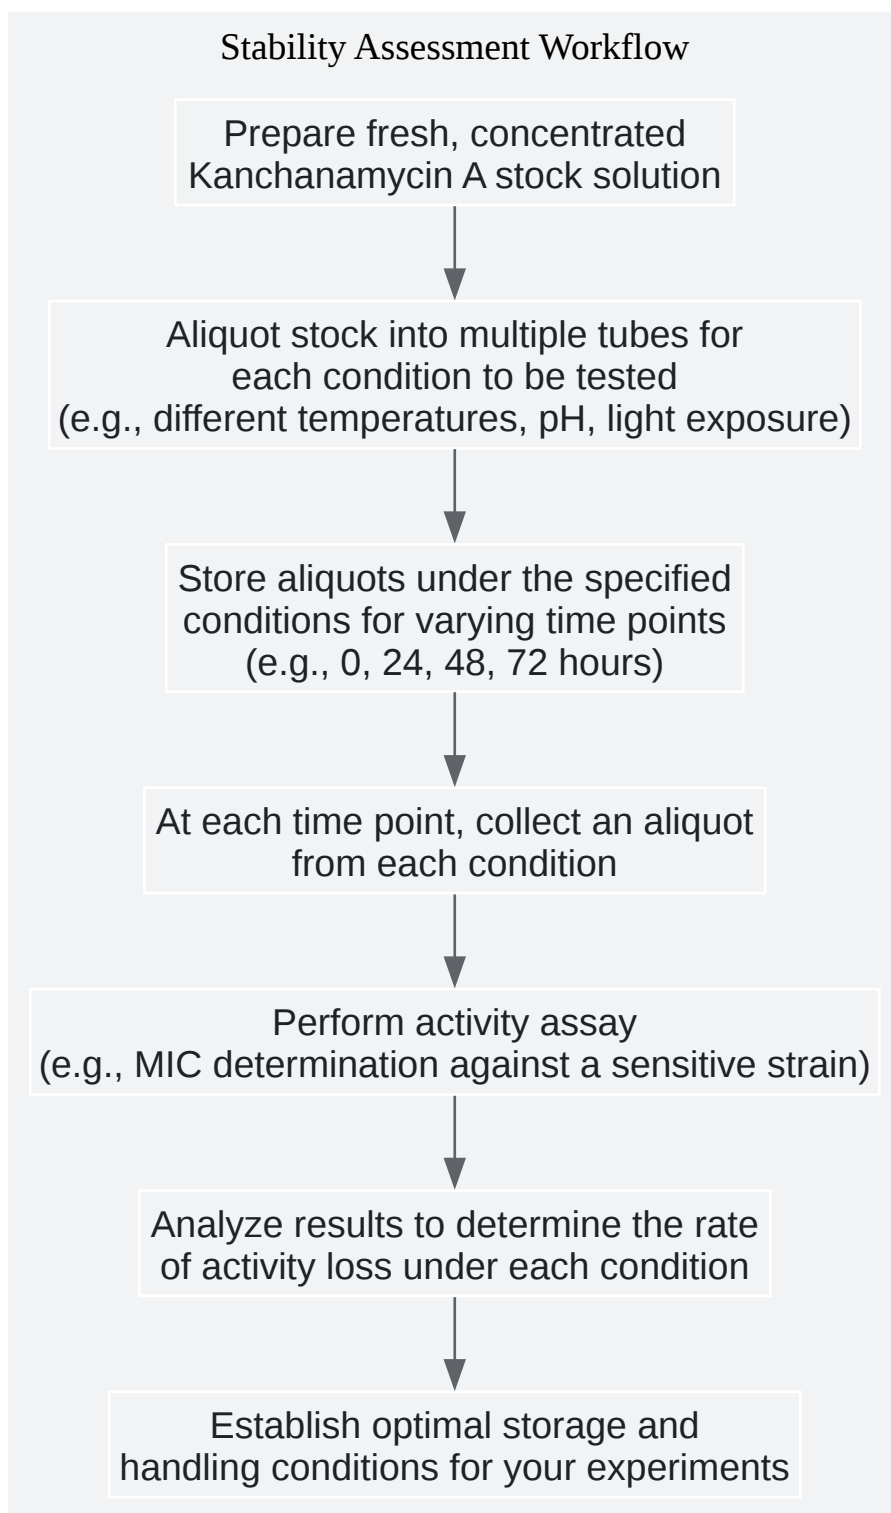 Stability Assessment Workflow
Prepare fresh, concentrated
Kanchanamycin A stock solution
Aliquot stock into multiple tubes for
each condition to be tested
(e.g., different temperatures, pH, light exposure)
Store aliquots under the specified
conditions for varying time points
(e.g., 0, 24, 48, 72 hours)
At each time point, collect an aliquot
from each condition
Perform activity assay
(e.g., MIC determination against a sensitive strain)
Analyze results to determine the rate
of activity loss under each condition
Establish optimal storage and
handling conditions for your experiments